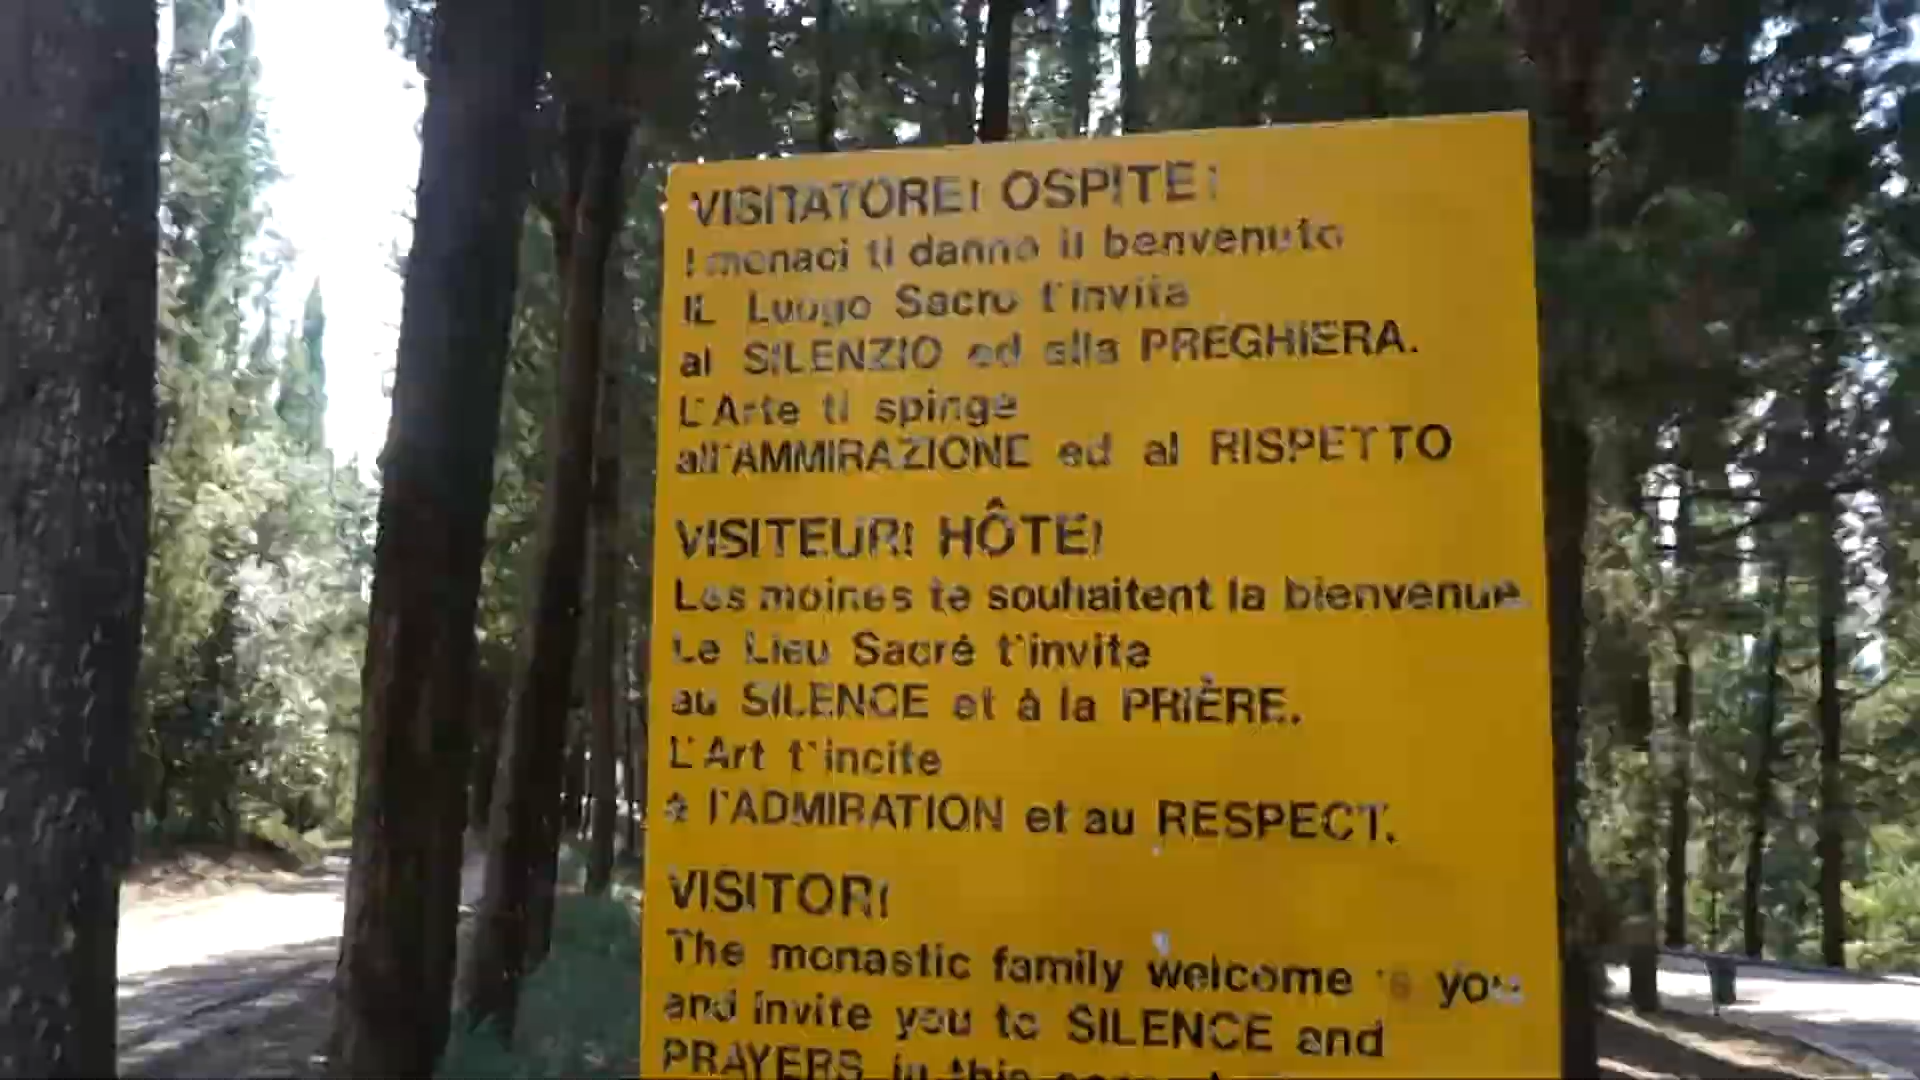 VISITATORE! OSPITE!
I monaci ti danno il benvenuto
IL Luogo Sacro t'invita
al SILENZIO ed alla PREGHIERA.
L'Arte ti spinge
all'AMMIRAZIONE ed al RISPETTO
VISITEUR! HÔTE!
Les moines te souhaitent la bienvenue.
Le Lieu Sacré t'invite
au SILENCE et à la PRIÈRE.
L'Art t'incite
à l'ADMIRATION et au RESPECT.
VISITOR!
The monastic family welcome s you
and invite you to SILENCE and
PRAYERS in this